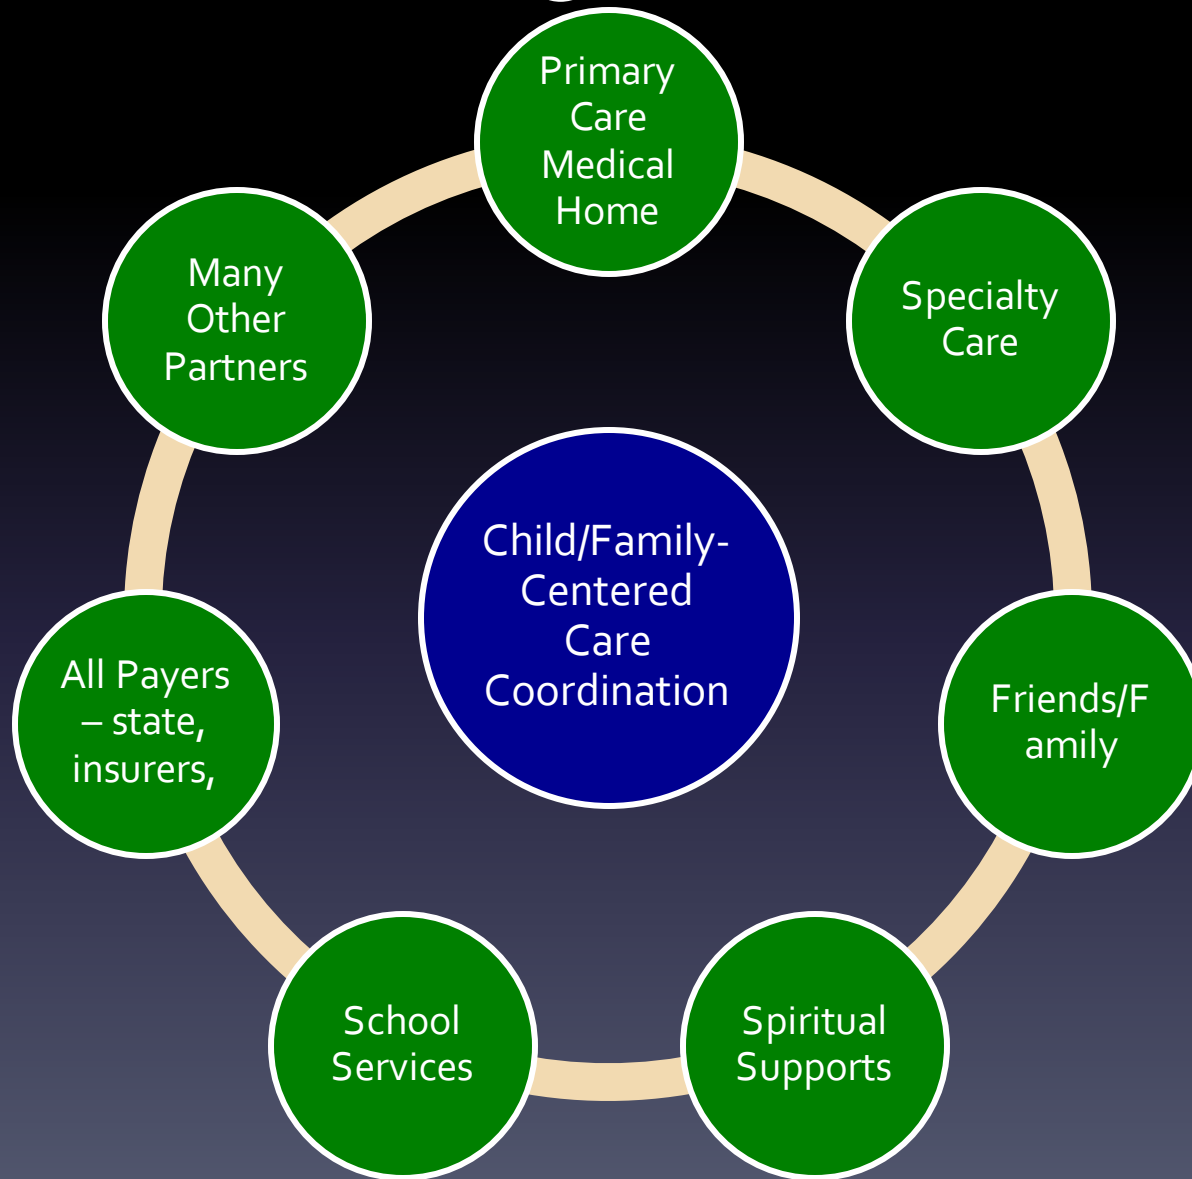 Primary
Care
Medical
Home
Specialty
Care
Friends/F
amily
Spiritual
Supports
School
Services
All Payers
– state,
insurers,
Many
Other
Partners
Child/Family-
Centered
Care
Coordination